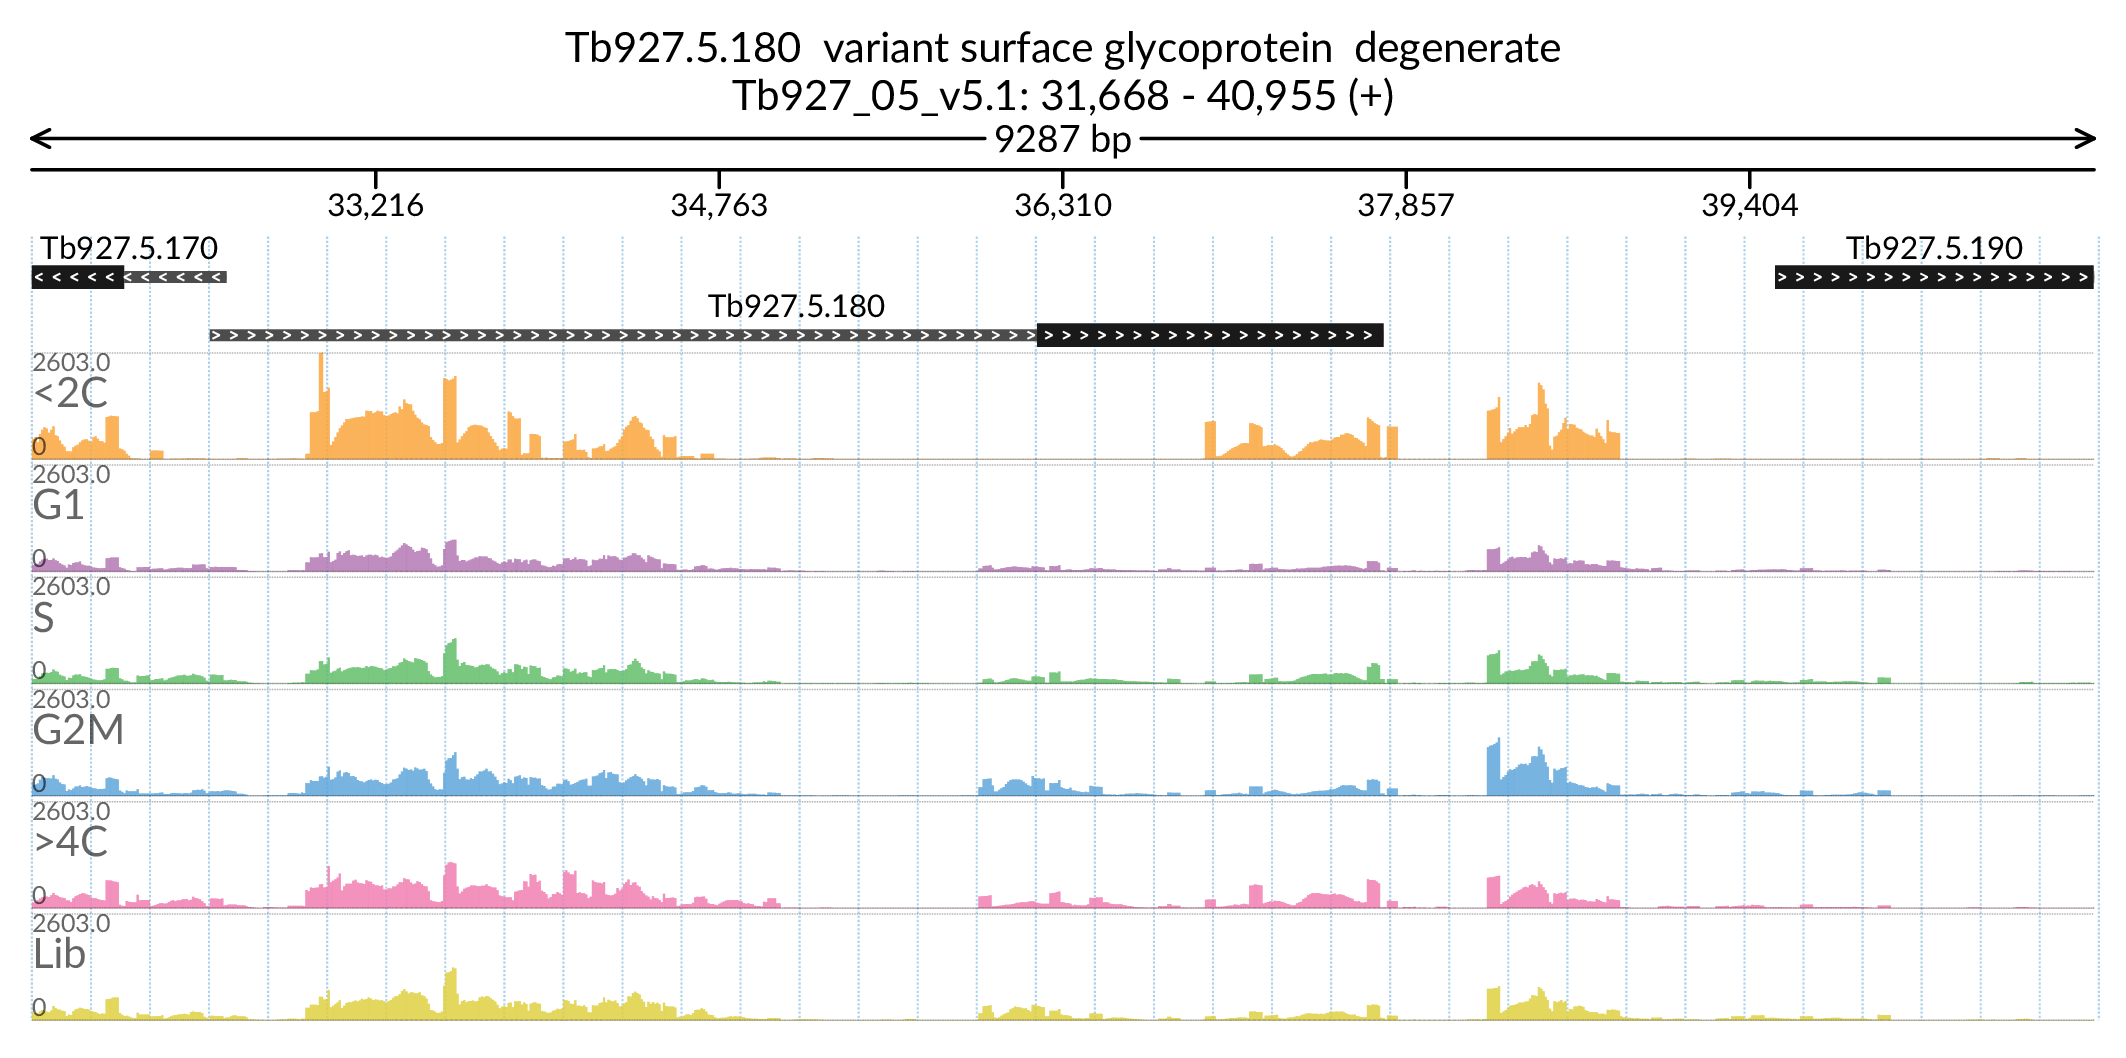 Tb927.5.180  variant surface glycoprotein  degenerate
Tb927_05_v5.1: 31,668 - 40,955 (+)
9287 bp
33,216 34,763 36,310 37,857 39,404
Tb927.5.170 Tb927.5.190
Tb927.5.180
2603.0
<2C
0
2603.0
G1
0
2603.0
S
0
2603.0
G2M
0
2603.0
>4C
0
2603.0
Lib
0